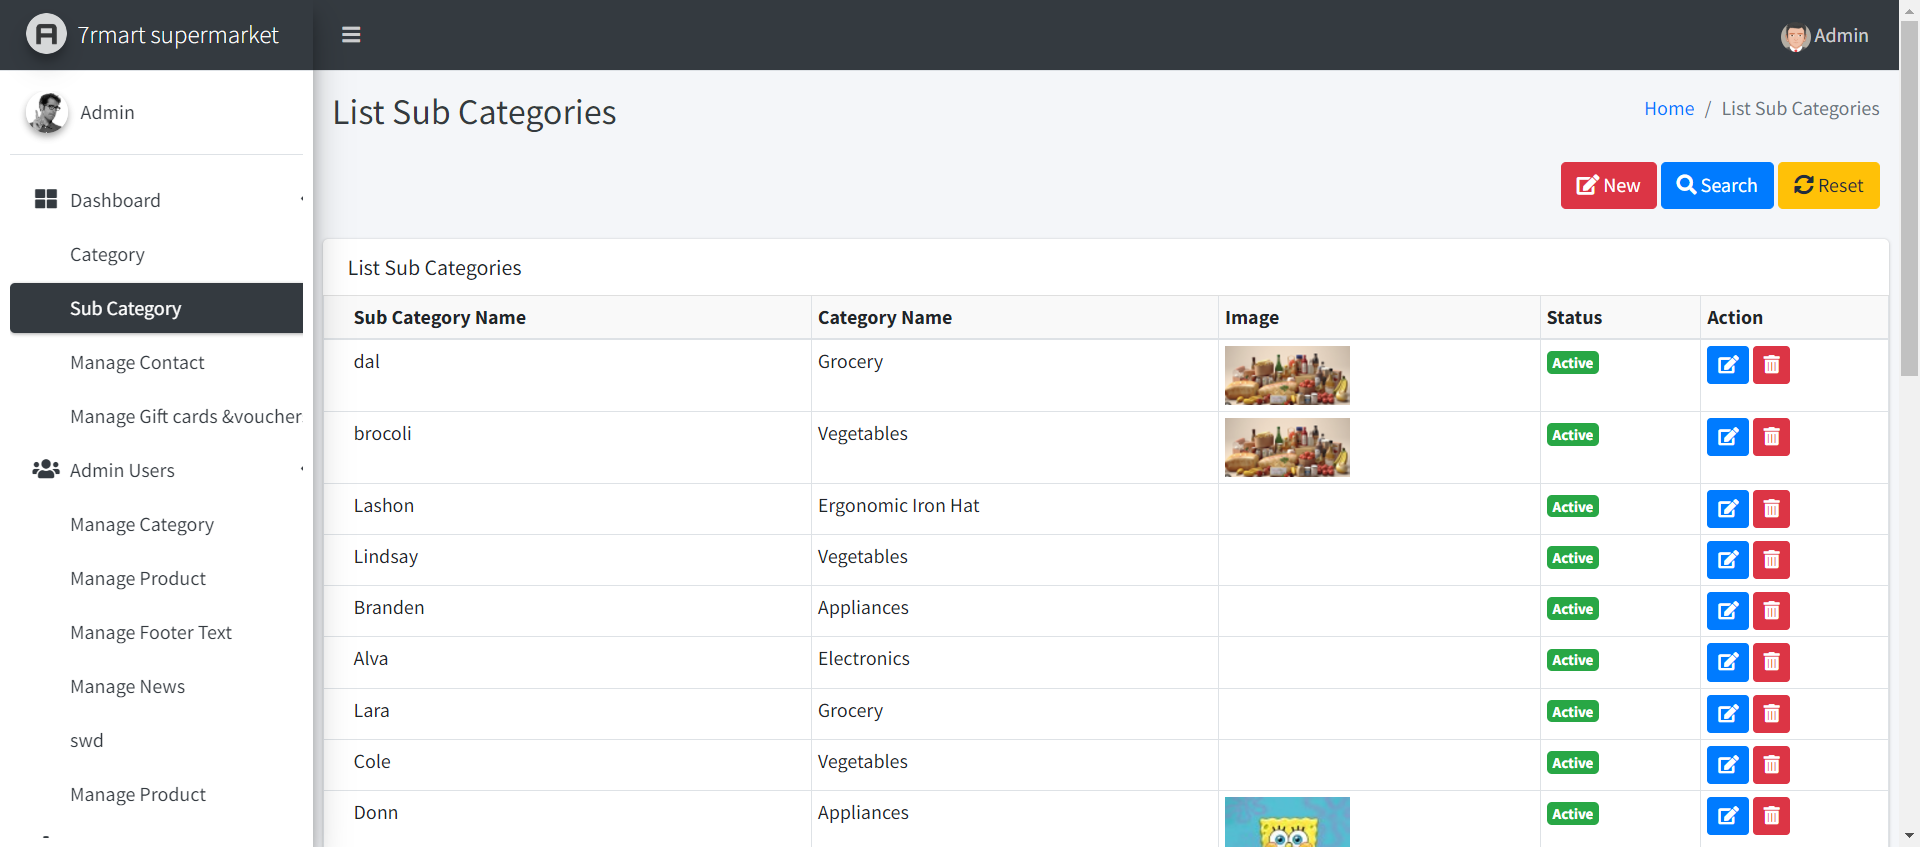 7rmart supermarket
Admin
Admin
List Sub Categories
Home / List Sub Categories
New Search Reset
Dashboard
Category
Sub Category
Manage Contact
Manage Gift cards &voucher
Admin Users
Manage Category
Manage Product
Manage Footer Text
Manage News
swd
Manage Product
List Sub Categories
Sub Category Name Category Name Image Status Action
dal Grocery Active
brocoli Vegetables Active
Lashon Ergonomic Iron Hat Active
Lindsay Vegetables Active
Branden Appliances Active
Alva Electronics Active
Lara Grocery Active
Cole Vegetables Active
Donn Appliances Active